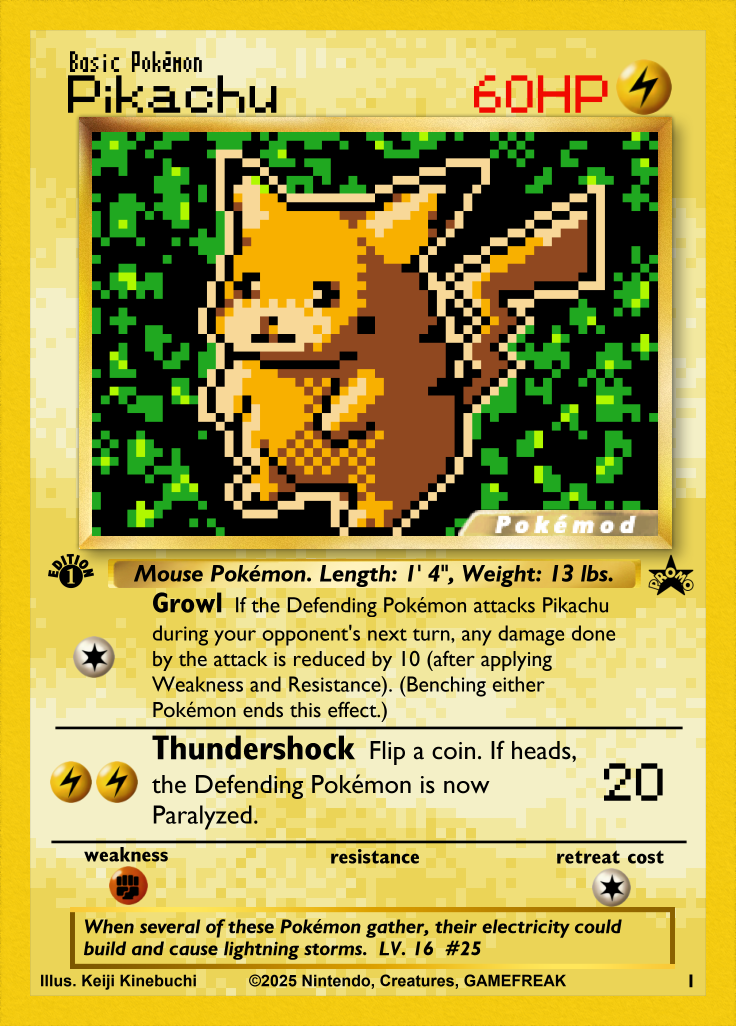 Basic Pokémon
Pikachu 60HP
Pokémod
EDITION 1
Mouse Pokémon. Length: 1' 4", Weight: 13 lbs.
PROMO
Growl If the Defending Pokémon attacks Pikachu
during your opponent's next turn, any damage done
by the attack is reduced by 10 (after applying
Weakness and Resistance). (Benching either
Pokémon ends this effect.)
Thundershock Flip a coin. If heads,
the Defending Pokémon is now
Paralyzed.
20
weakness resistance retreat cost
When several of these Pokémon gather, their electricity could
build and cause lightning storms. LV. 16 #25
Illus. Keiji Kinebuchi ©2025 Nintendo, Creatures, GAMEFREAK I